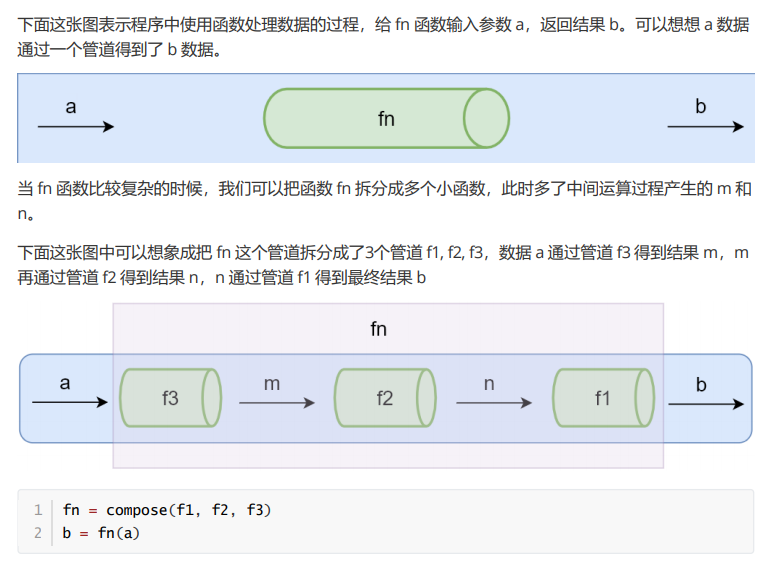 下面这张图表示程序中使用函数处理数据的过程，给 fn 函数输入参数 a，返回结果 b。可以想想 a 数据
通过一个管道得到了 b 数据。
a
fn
b
当 fn 函数比较复杂的时候，我们可以把函数 fn 拆分成多个小函数，此时多了中间运算过程产生的 m 和
n。
下面这张图中可以想象成把 fn 这个管道拆分成了3个管道 f1, f2, f3，数据 a 通过管道 f3 得到结果 m，m
再通过管道 f2 得到结果 n，n 通过管道 f1 得到最终结果 b
fn
a
f3
m
f2
n
f1
b
1 fn = compose(f1, f2, f3)
2 b = fn(a)